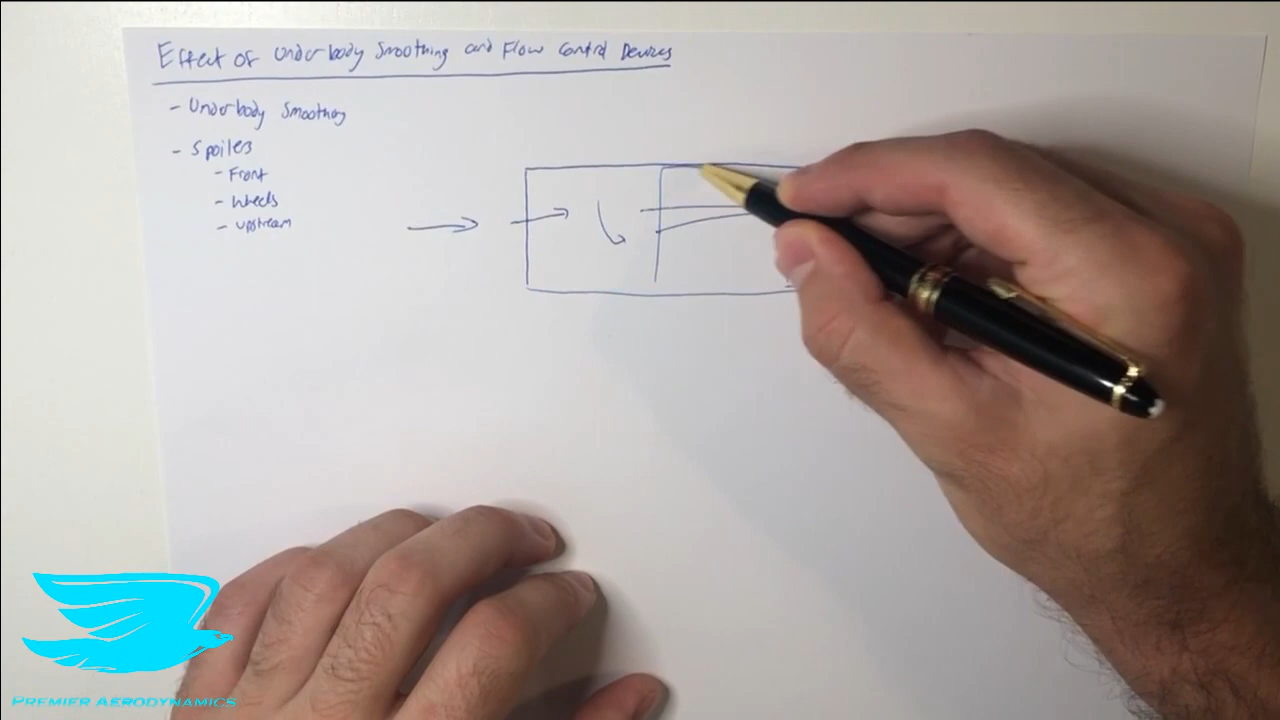 Effect of Underbody Smoothing and Flow Control Devices
- Underbody Smoothing
- Spoilers
- Front
- Wheels
- Upstream
PREMIER AERODYNAMICS